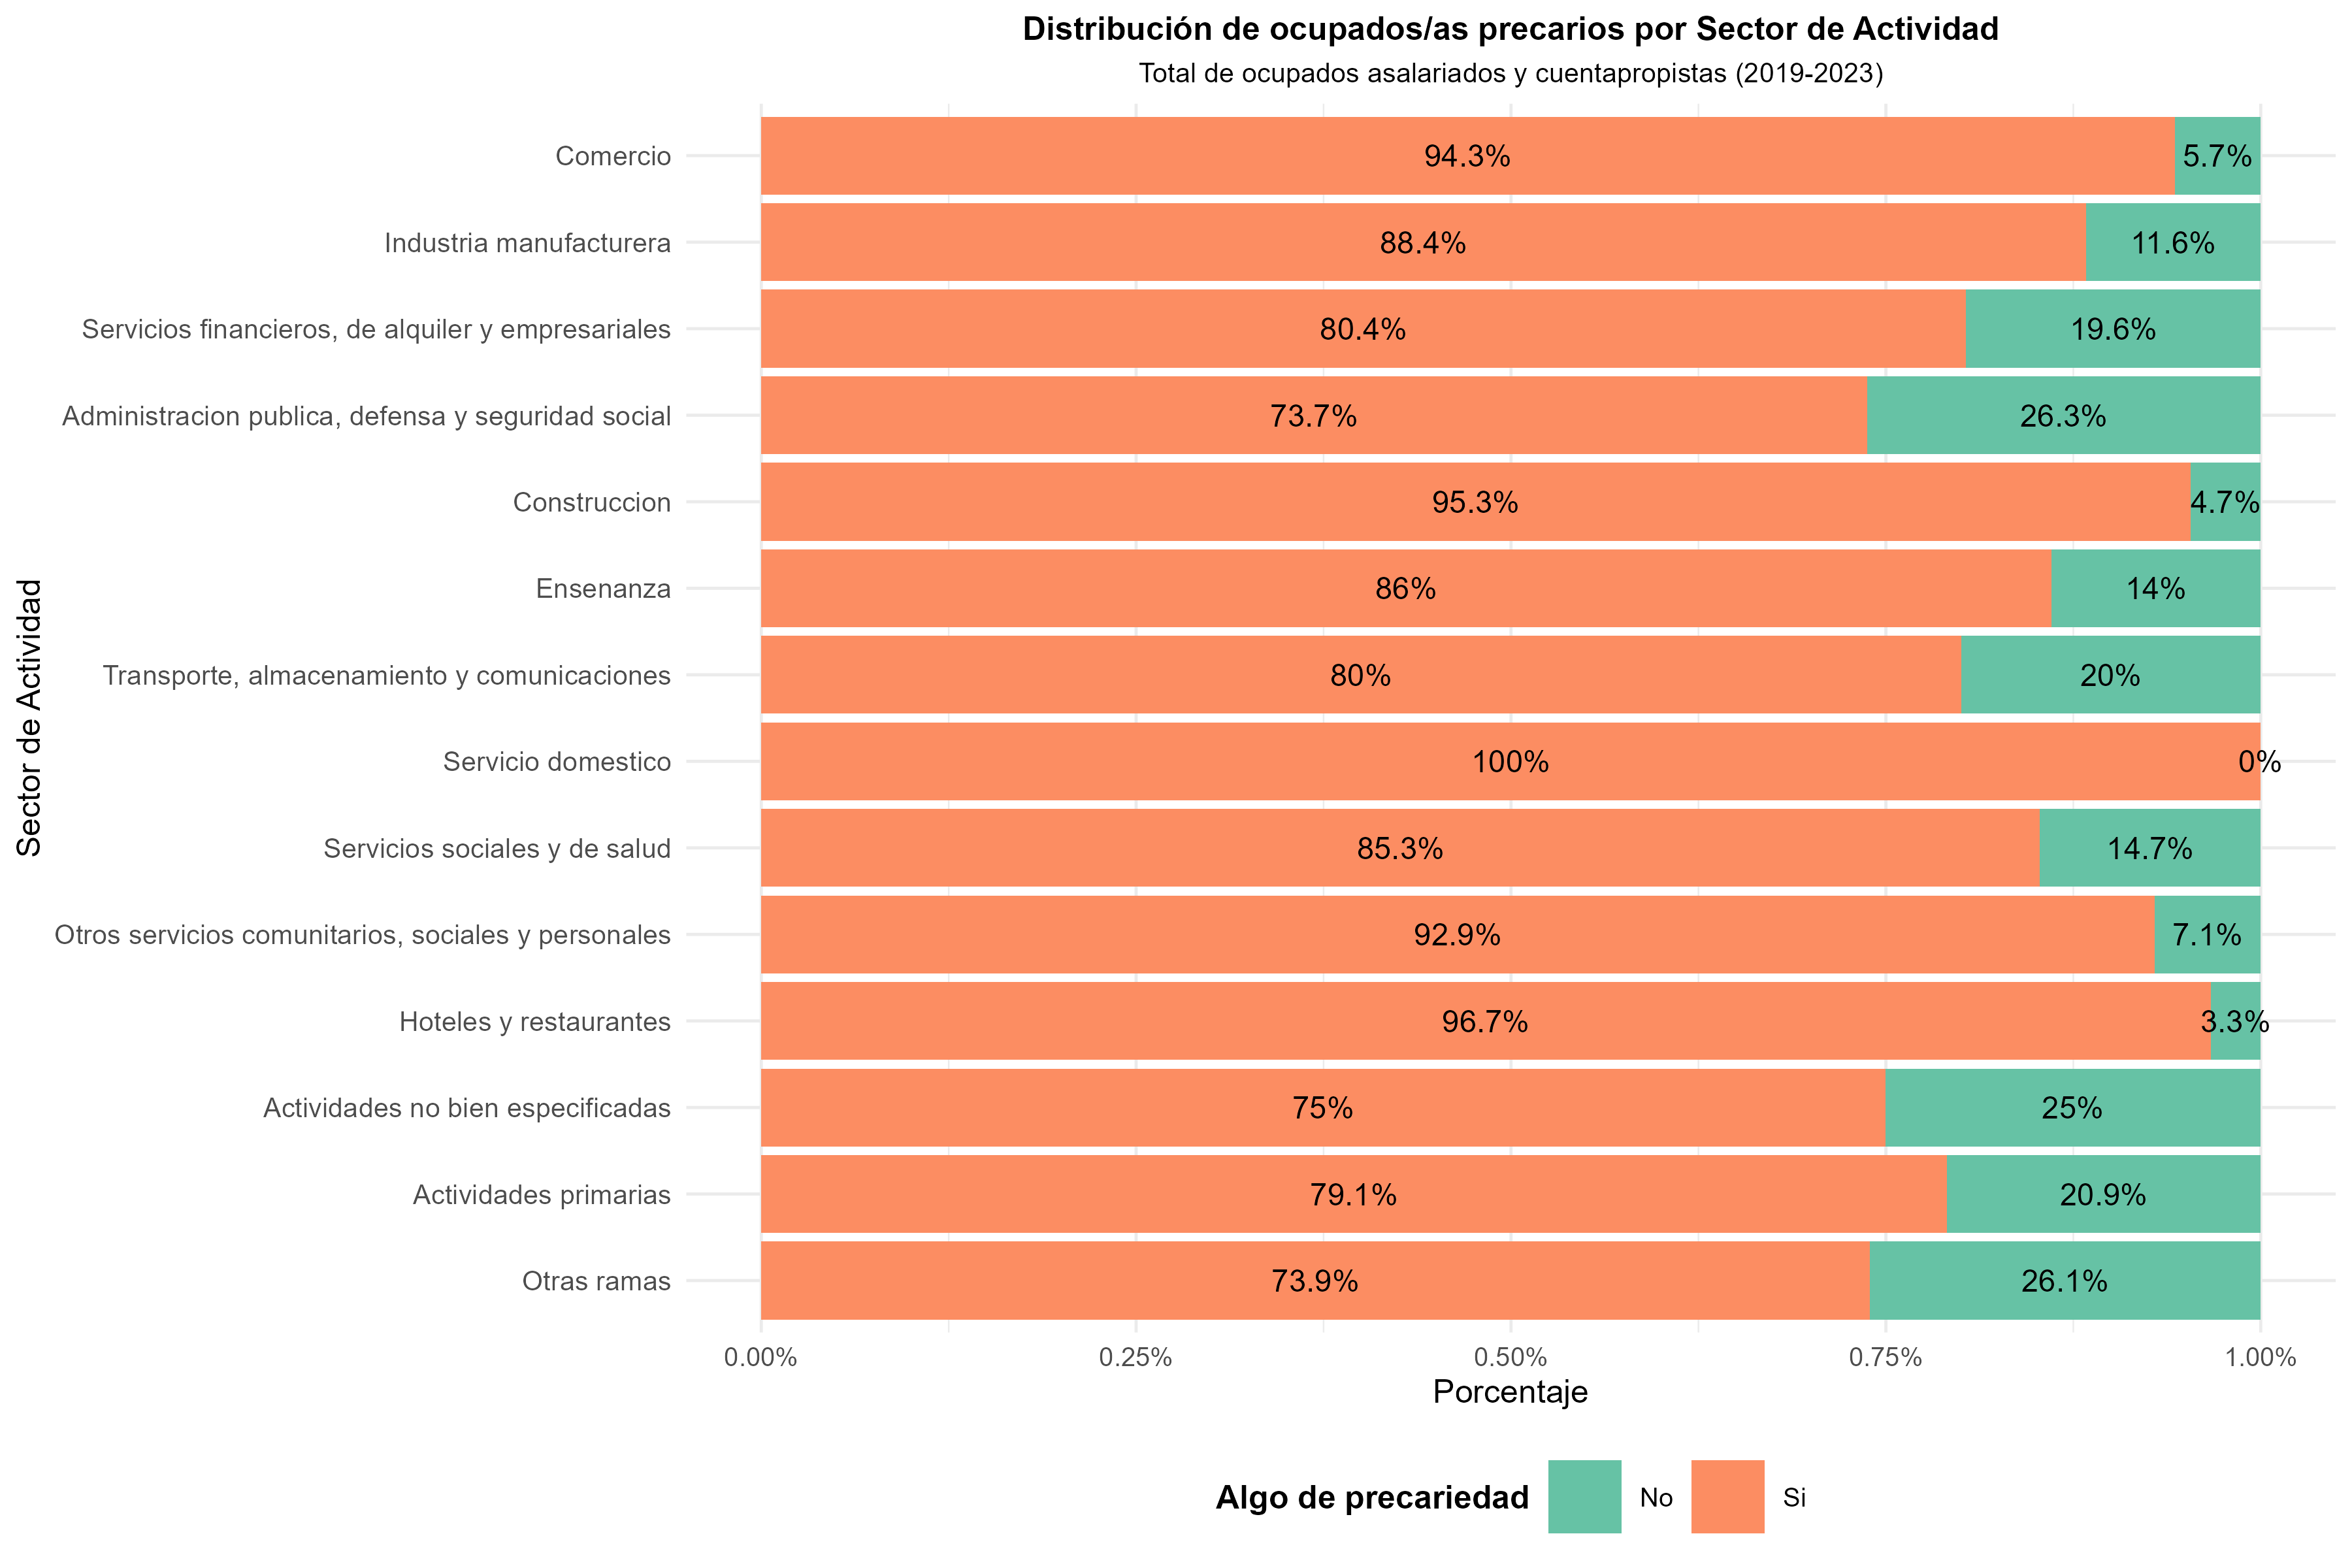 Distribución de ocupados/as precarios por Sector de Actividad
Total de ocupados asalariados y cuentapropistas (2019-2023)
Sector de Actividad
Comercio 94.3% 5.7%
Industria manufacturera 88.4% 11.6%
Servicios financieros, de alquiler y empresariales 80.4% 19.6%
Administracion publica, defensa y seguridad social 73.7% 26.3%
Construccion 95.3% 4.7%
Ensenanza 86% 14%
Transporte, almacenamiento y comunicaciones 80% 20%
Servicio domestico 100% 0%
Servicios sociales y de salud 85.3% 14.7%
Otros servicios comunitarios, sociales y personales 92.9% 7.1%
Hoteles y restaurantes 96.7% 3.3%
Actividades no bien especificadas 75% 25%
Actividades primarias 79.1% 20.9%
Otras ramas 73.9% 26.1%
0.00% 0.25% 0.50% 0.75% 1.00%
Porcentaje
Algo de precariedad No Si